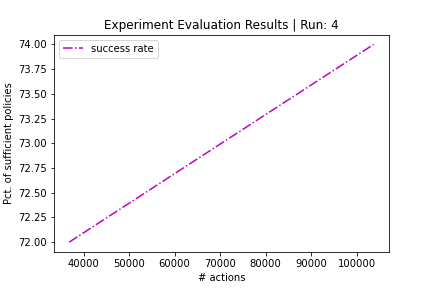 Experiment Evaluation Results | Run: 4
success rate
Pct. of sufficient policies
74.00
73.75
73.50
73.25
73.00
72.75
72.50
72.25
72.00
40000 50000 60000 70000 80000 90000 100000
# actions